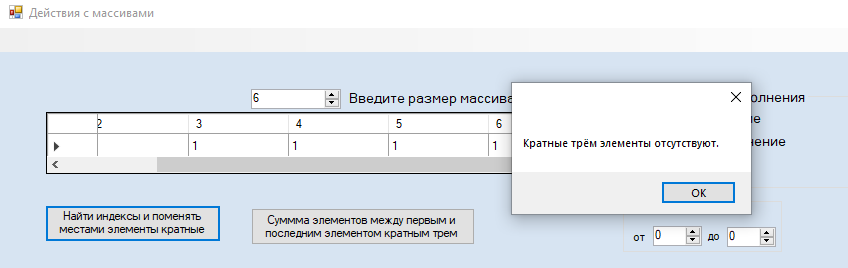 Действия с массивами
6 Введите размер массива
олнения
ие
нение
2 3 4 5 6
1 1 1 1
Кратные трём элементы отсутствуют.
OK
Найти индексы и поменять
местами элементы кратные
Суммма элементов между первым и
последним элементом кратным трем
от 0 до 0